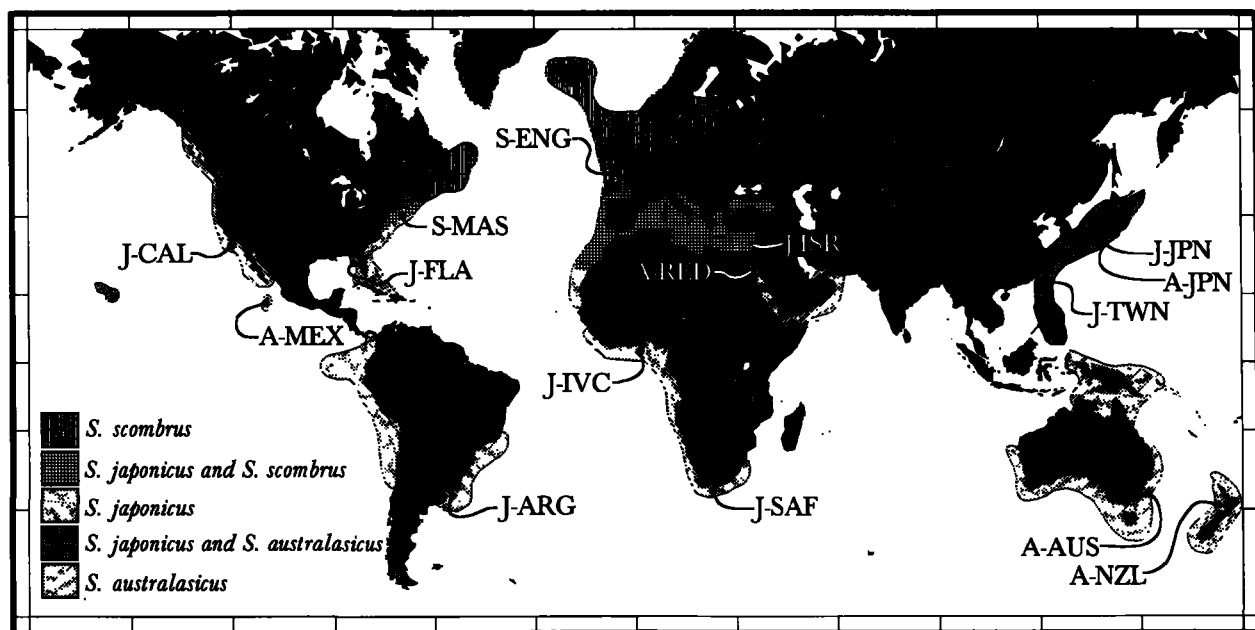 S-ENG
S-MAS
J-CAL
J-FLA
J-ISR
A-RED
J-JPN
A-JPN
J-TWN
A-MEX
J-IVC
S. scombrus
S. japonicus and S. scombrus
S. japonicus
J-ARG
J-SAF
S. japonicus and S. australasicus
A-AUS
A-NZL
S. australasicus